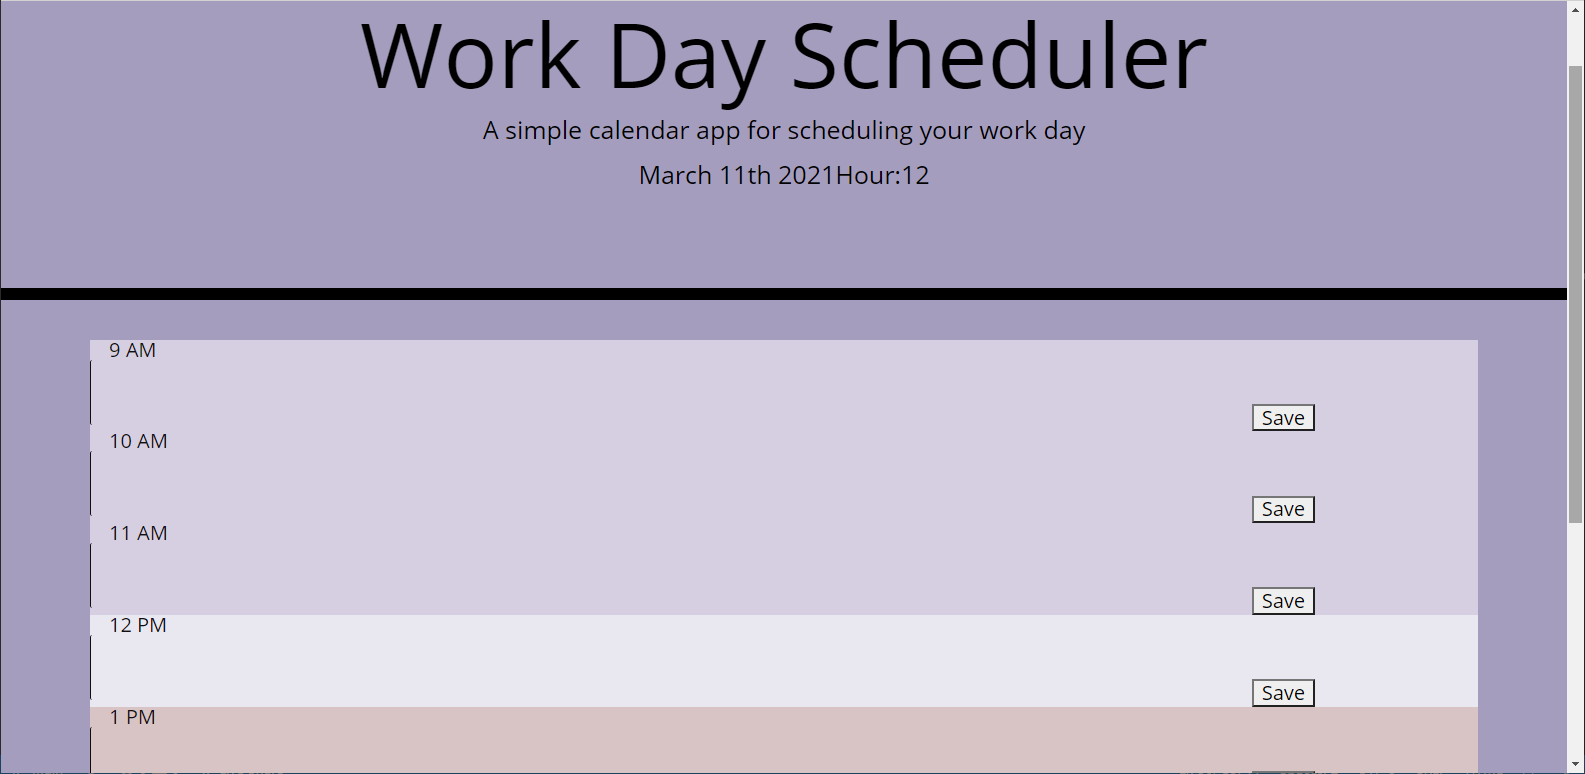 Work Day Scheduler
A simple calendar app for scheduling your work day
March 11th 2021Hour:12
9 AM
Save
10 AM
Save
11 AM
Save
12 PM
Save
1 PM